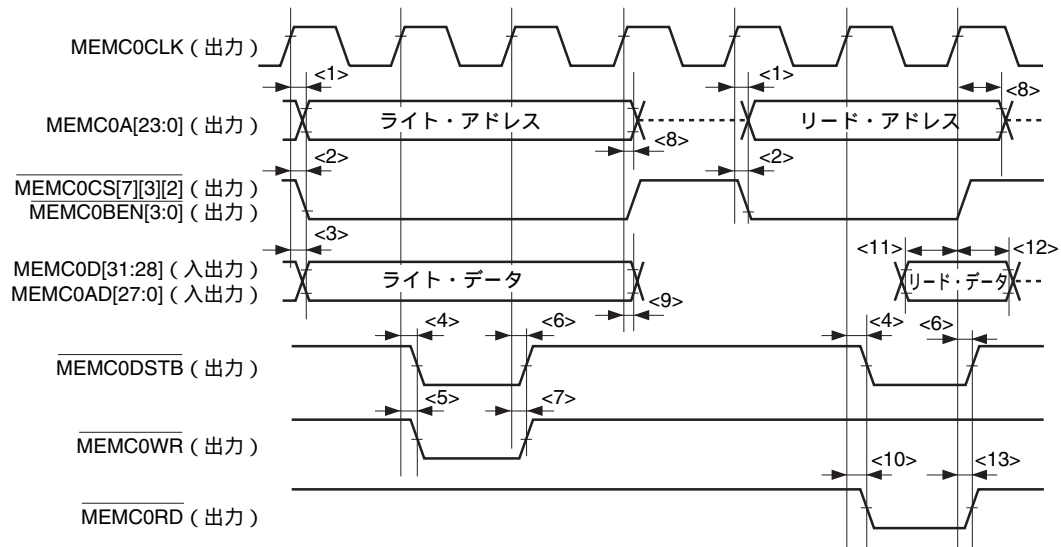 MEMC0CLK（出力）
<1> <1> <8>
MEMC0A[23:0]（出力） ライト・アドレス リード・アドレス
<2> <8> <2>
MEMC0CS[7][3][2]（出力）
MEMC0BEN[3:0]（出力）
<3> <11> <12>
MEMC0D[31:28]（入出力）
MEMC0AD[27:0]（入出力） ライト・データ リード・データ
<4> <6> <9> <4> <6>
MEMC0DSTB（出力）
<5> <7>
MEMC0WR（出力）
<10> <13>
MEMC0RD（出力）